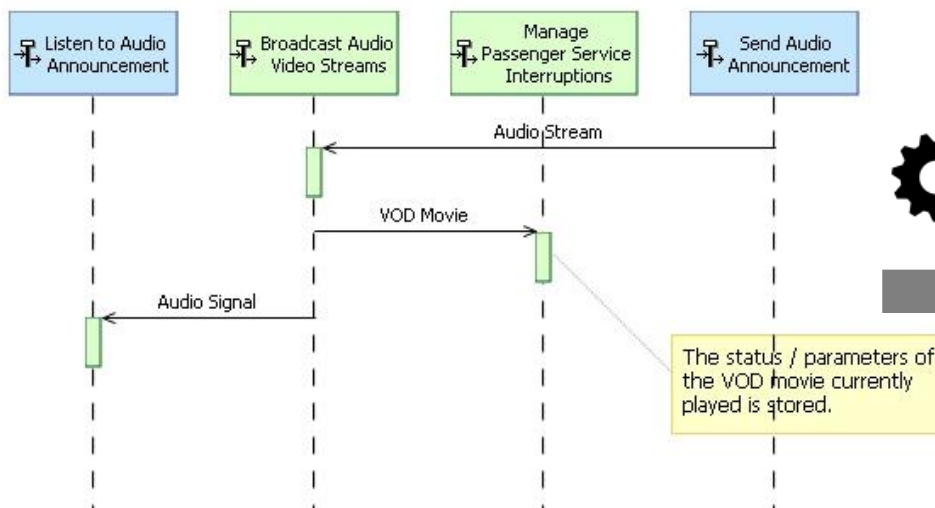 Listen to Audio
Announcement
Broadcast Audio
Video Streams
Manage
Passenger Service
Interruptions
Send Audio
Announcement
Audio Stream
VOD Movie
Audio Signal
The status / parameters of
the VOD movie currently
played is stored.